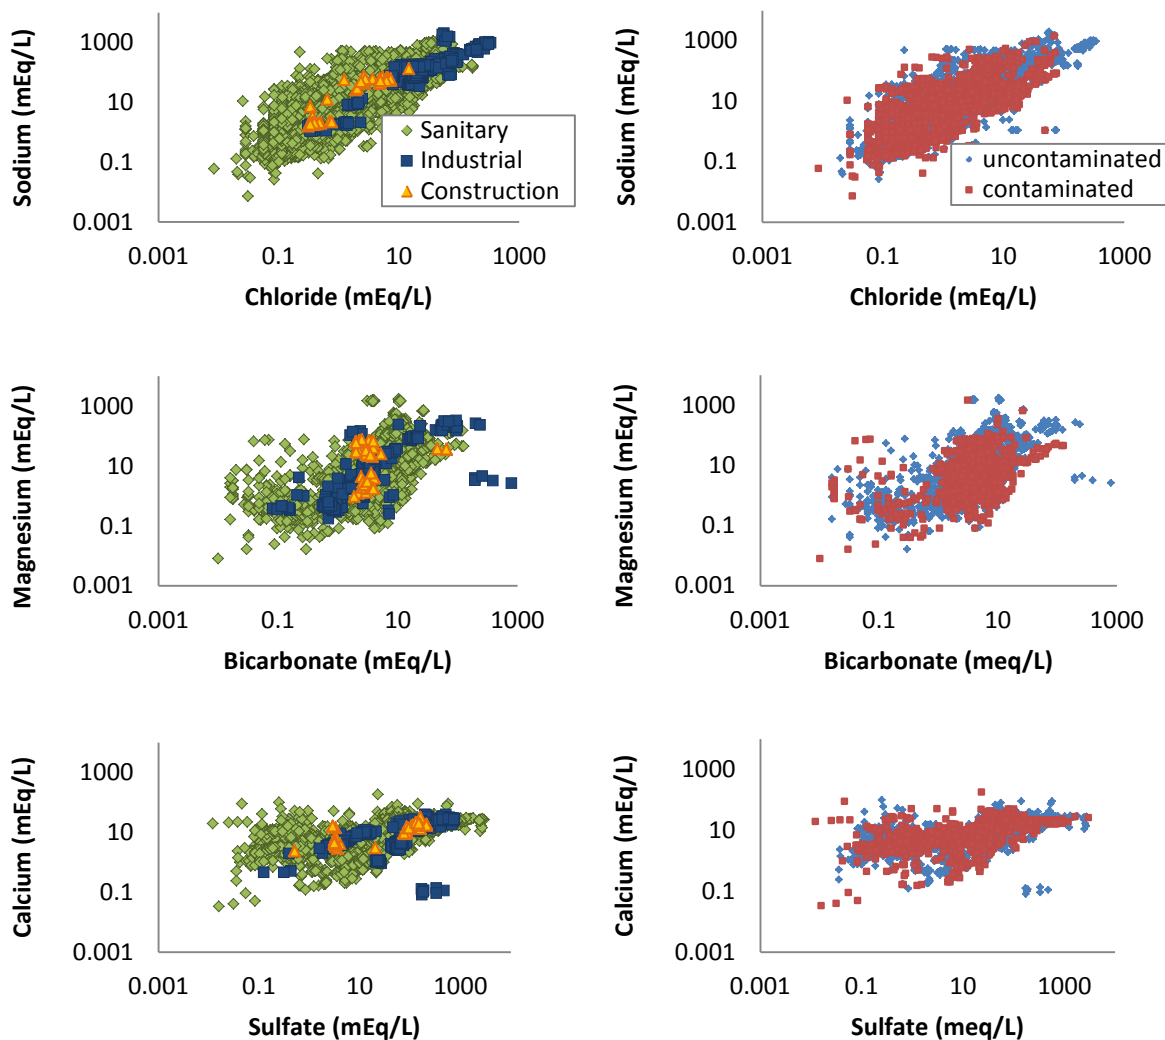 Sodium (mEq/L)
1000
10
0.1
0.001
0.001 0.1 10 1000
Chloride (mEq/L)
Sanitary
Industrial
Construction
Sodium (mEq/L)
1000
10
0.1
0.001
0.001 0.1 10 1000
Chloride (mEq/L)
uncontaminated
contaminated
Magnesium (mEq/L)
1000
10
0.1
0.001
0.001 0.1 10 1000
Bicarbonate (mEq/L)
Magnesium (mEq/L)
1000
10
0.1
0.001
0.001 0.1 10 1000
Bicarbonate (meq/L)
Calcium (mEq/L)
1000
10
0.1
0.001
0.001 0.1 10 1000
Sulfate (mEq/L)
Calcium (mEq/L)
1000
10
0.1
0.001
0.001 0.1 10 1000
Sulfate (meq/L)